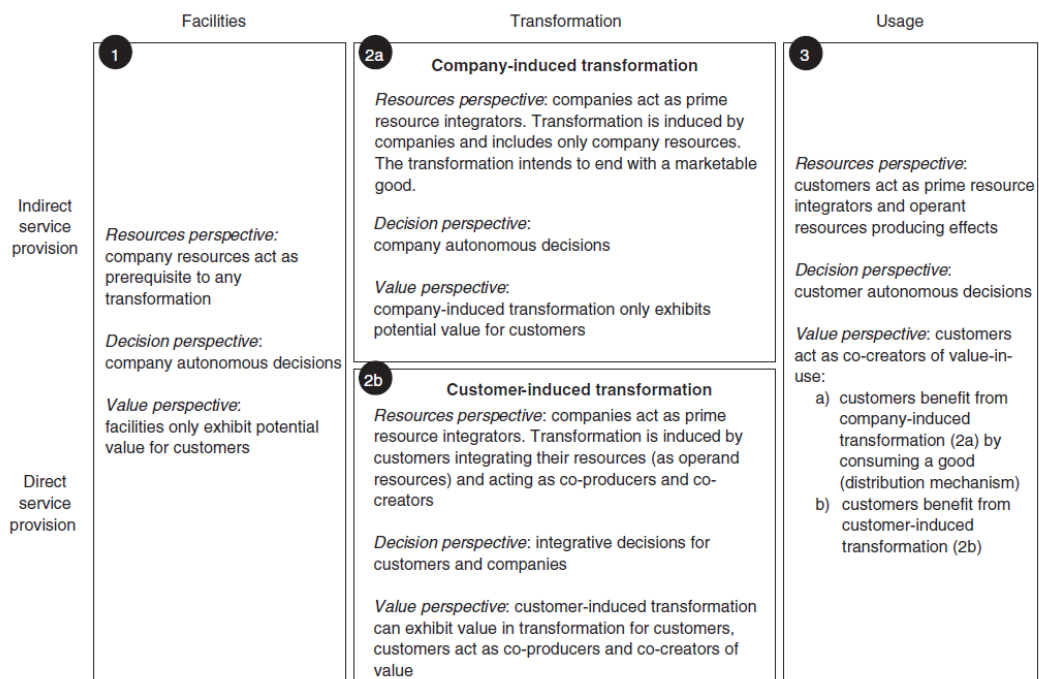 Facilities
Transformation
Usage
Indirect
service
provision
Direct
service
provision
1
Resources perspective:
company resources act as
prerequisite to any
transformation
Decision perspective:
company autonomous decisions
Value perspective:
facilities only exhibit potential
value for customers
2a
Company-induced transformation
Resources perspective: companies act as prime
resource integrators. Transformation is induced by
companies and includes only company resources.
The transformation intends to end with a marketable
good.
Decision perspective:
company autonomous decisions
Value perspective:
company-induced transformation only exhibits
potential value for customers
2b
Customer-induced transformation
Resources perspective: companies act as prime
resource integrators. Transformation is induced by
customers integrating their resources (as operand
resources) and acting as co-producers and co-
creators
Decision perspective: integrative decisions for
customers and companies
Value perspective: customer-induced transformation
can exhibit value in transformation for customers,
customers act as co-producers and co-creators of
value
3
Resources perspective:
customers act as prime resource
integrators and operant
resources producing effects
Decision perspective:
customer autonomous decisions
Value perspective: customers
act as co-creators of value-in-
use:
a) customers benefit from
company-induced
transformation (2a) by
consuming a good
(distribution mechanism)
b) customers benefit from
customer-induced
transformation (2b)